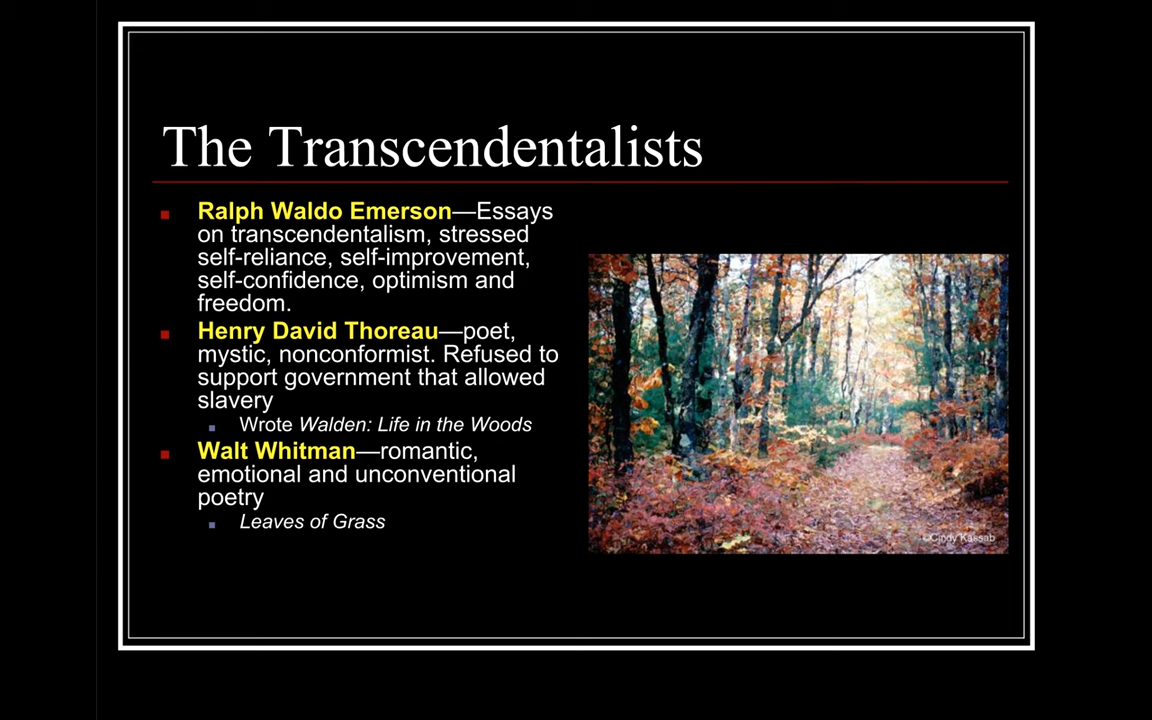 The Transcendentalists
Ralph Waldo Emerson—Essays
on transcendentalism, stressed
self-reliance, self-improvement,
self-confidence, optimism and
freedom.
Henry David Thoreau—poet,
mystic, nonconformist. Refused to
support government that allowed
slavery
Wrote Walden: Life in the Woods
Walt Whitman—romantic,
emotional and unconventional
poetry
Leaves of Grass
©Cindy Kassab